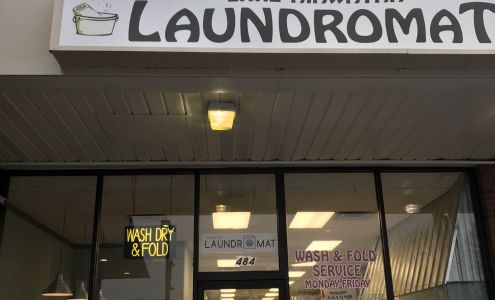 LAUNDROMAT
WASH DRY
& FOLD
LAUNDROMAT
484
WASH & FOLD
SERVICE
MONDAY-FRIDAY